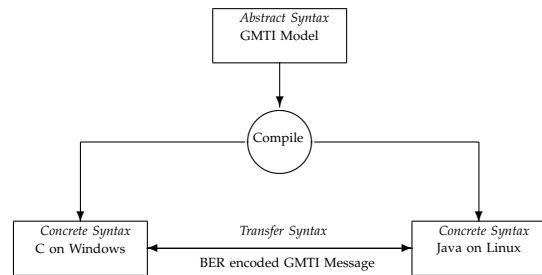 Abstract Syntax
GMTI Model
Compile
Concrete Syntax
C on Windows
Transfer Syntax
BER encoded GMTI Message
Concrete Syntax
Java on Linux